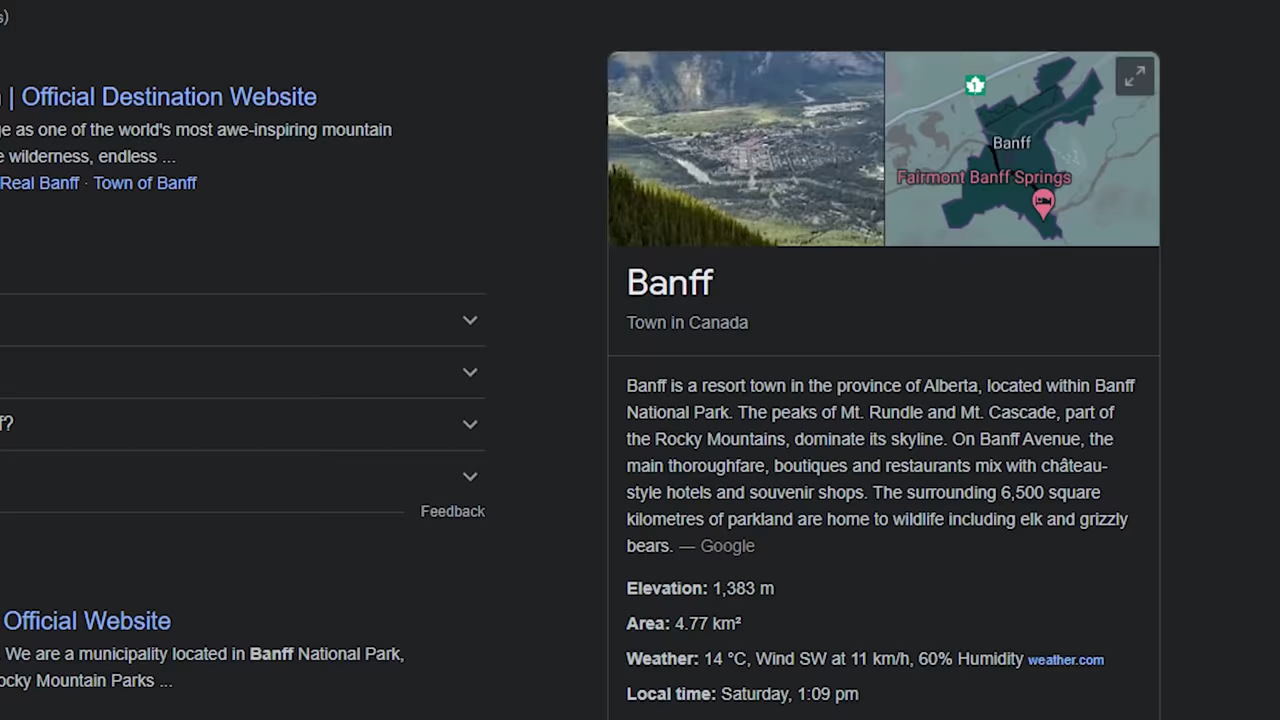 s)
| Official Destination Website
ge as one of the world's most awe-inspiring mountain
e wilderness, endless ...
Real Banff · Town of Banff
f?
Feedback
Official Website
We are a municipality located in Banff National Park,
ocky Mountain Parks ...
Banff
Fairmont Banff Springs
Banff
Town in Canada
Banff is a resort town in the province of Alberta, located within Banff
National Park. The peaks of Mt. Rundle and Mt. Cascade, part of
the Rocky Mountains, dominate its skyline. On Banff Avenue, the
main thoroughfare, boutiques and restaurants mix with château-
style hotels and souvenir shops. The surrounding 6,500 square
kilometres of parkland are home to wildlife including elk and grizzly
bears. — Google
Elevation: 1,383 m
Area: 4.77 km²
Weather: 14 °C, Wind SW at 11 km/h, 60% Humidity weather.com
Local time: Saturday, 1:09 pm